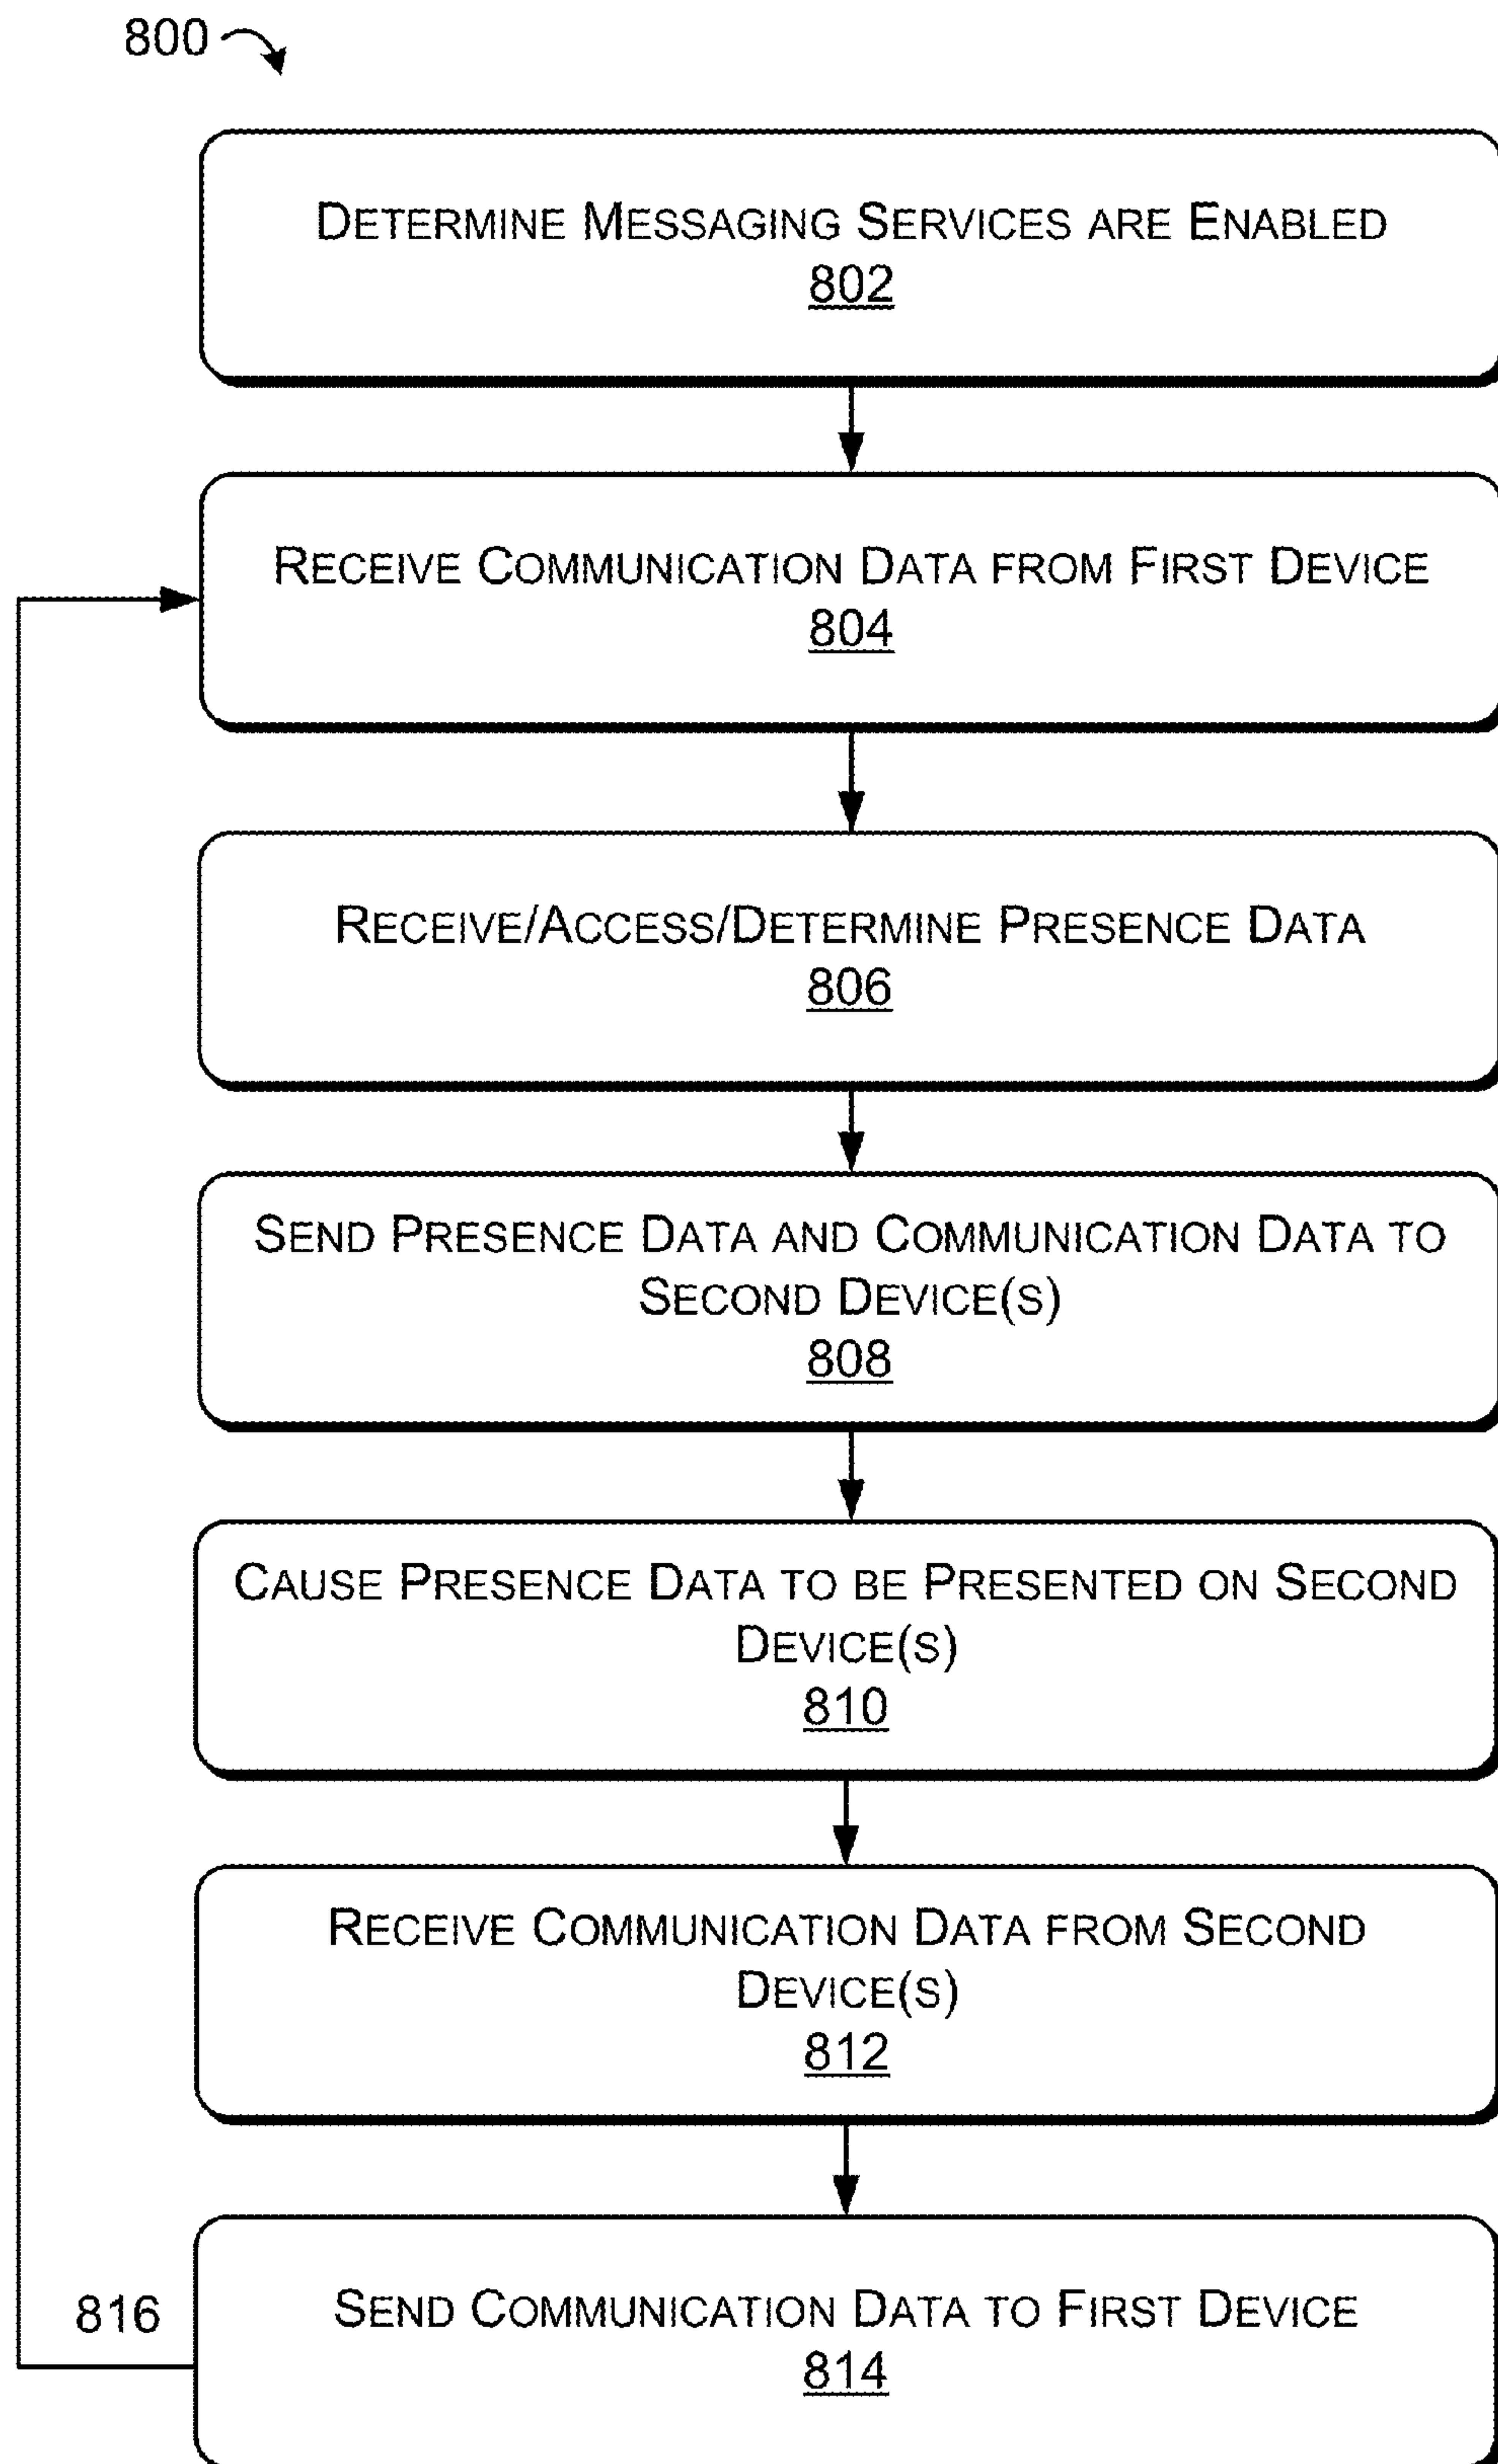 800
DETERMINE MESSAGING SERVICES ARE ENABLED
802
RECEIVE COMMUNICATION DATA FROM FIRST DEVICE
804
RECEIVE/ACCESS/DETERMINE PRESENCE DATA
806
SEND PRESENCE DATA AND COMMUNICATION DATA TO
SECOND DEVICE(S)
808
CAUSE PRESENCE DATA TO BE PRESENTED ON SECOND
DEVICE(S)
810
RECEIVE COMMUNICATION DATA FROM SECOND
DEVICE(S)
812
816
SEND COMMUNICATION DATA TO FIRST DEVICE
814